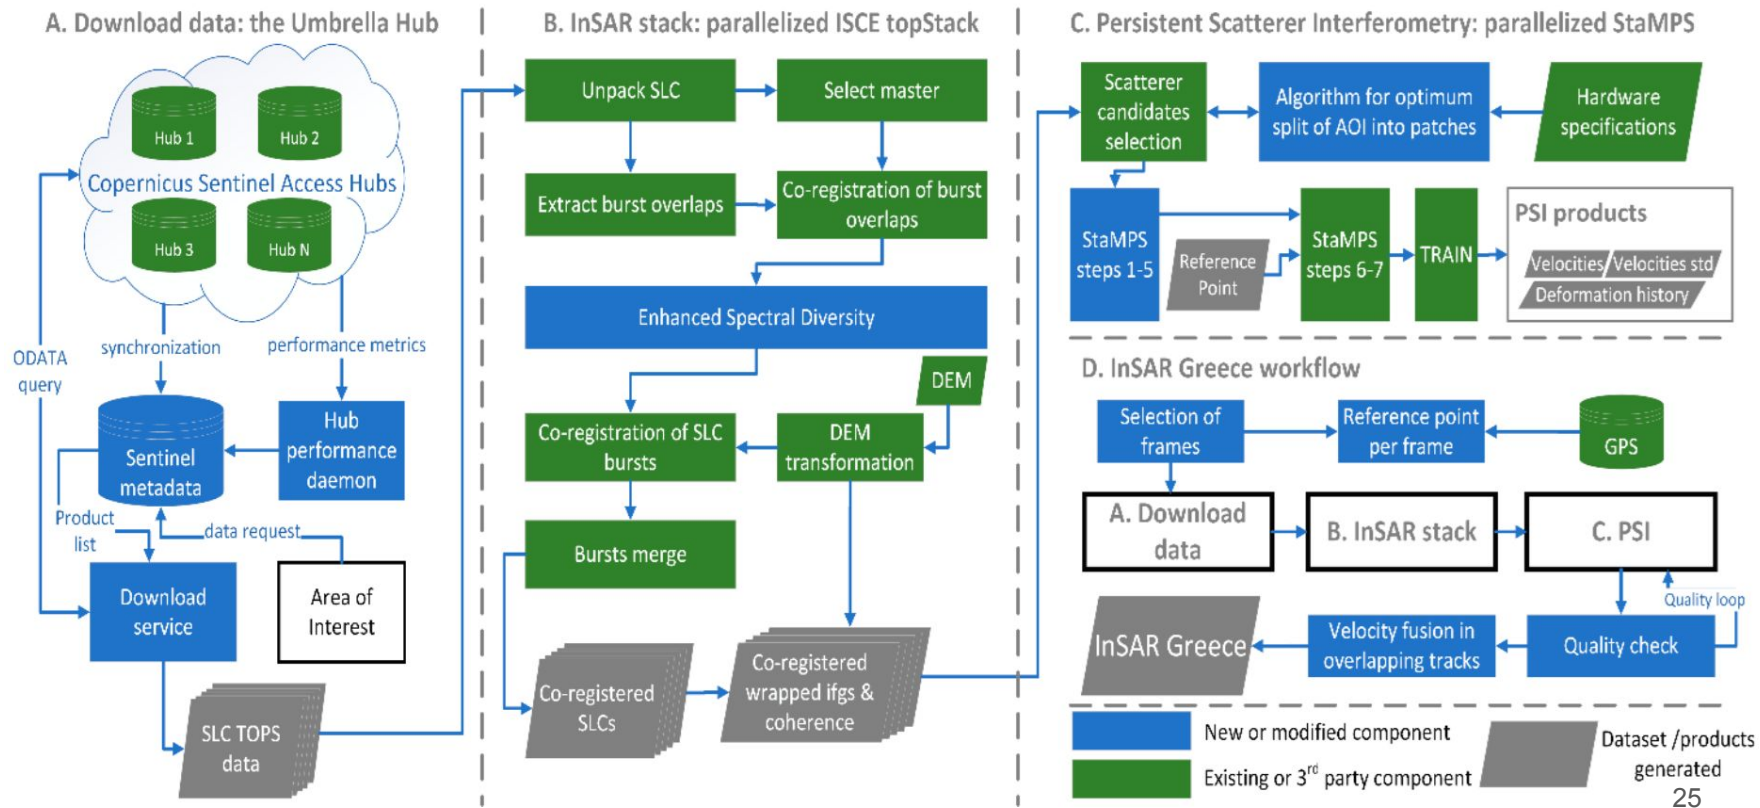 A. Download data: the Umbrella Hub
Hub 1
Hub 2
Copernicus Sentinel Access Hubs
Hub 3
Hub N
ODATA
query
synchronization
performance metrics
Sentinel
metadata
Hub
performance
daemon
Product
list
data request
Download
service
Area of
Interest
SLC TOPS
data
B. InSAR stack: parallelized ISCE topStack
Unpack SLC
Select master
Extract burst overlaps
Co-registration of burst
overlaps
Enhanced Spectral Diversity
DEM
Co-registration of SLC
bursts
DEM
transformation
Bursts merge
Co-registered
SLCs
Co-registered
wrapped ifgs &
coherence
C. Persistent Scatterer Interferometry: parallelized StaMPS
Scatterer
candidates
selection
Algorithm for optimum
split of AOI into patches
Hardware
specifications
StaMPS
steps 1-5
Reference
Point
StaMPS
steps 6-7
TRAIN
PSI products
Velocities
Velocities std
Deformation history
D. InSAR Greece workflow
Selection of
frames
Reference point
per frame
GPS
A. Download
data
B. InSAR stack
C. PSI
Quality loop
InSAR Greece
Velocity fusion in
overlapping tracks
Quality check
New or modified component
Existing or 3rd party component
Dataset /products
generated
25